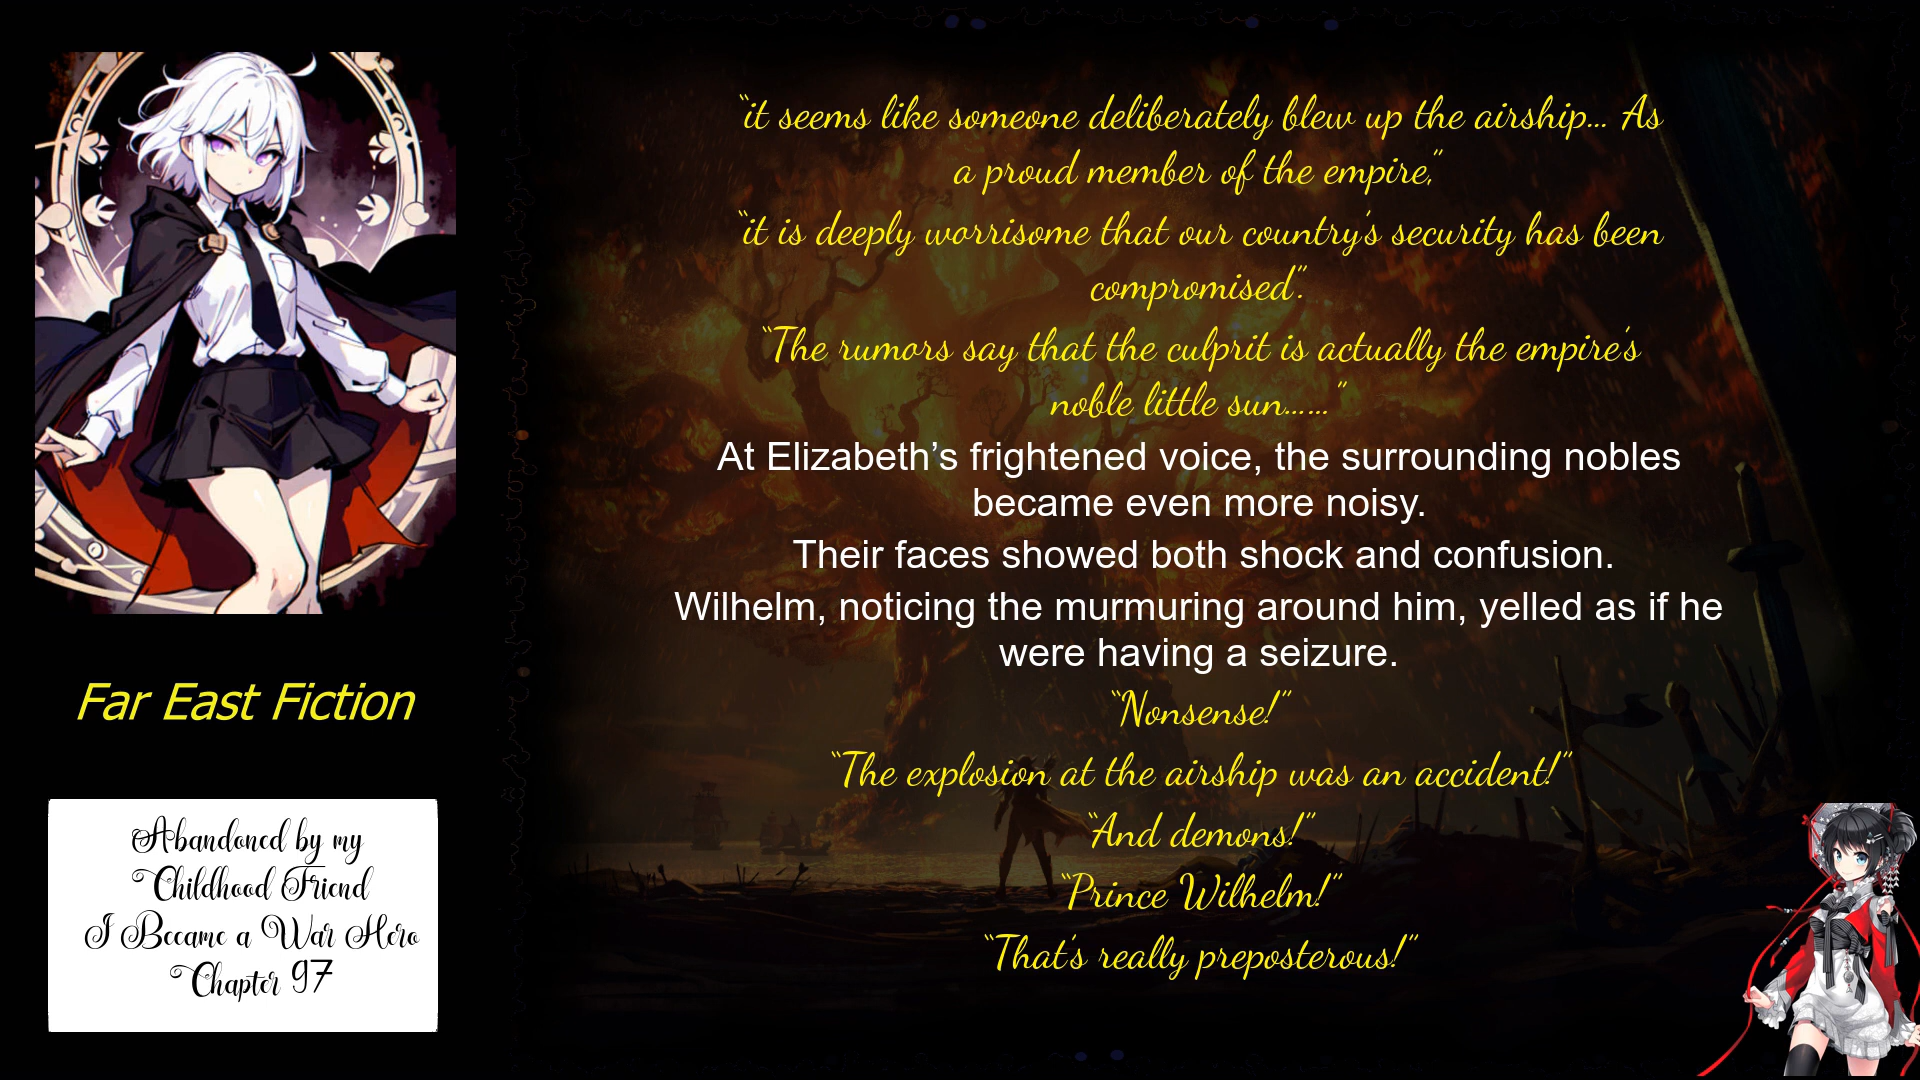 “it seems like someone deliberately blew up the airship... As
a proud member of the empire,”
“it is deeply worrisome that our country’s security has been
compromised”.
“The rumors say that the culprit is actually the empire’s
noble little sun......”
At Elizabeth’s frightened voice, the surrounding nobles
became even more noisy.
Their faces showed both shock and confusion.
Wilhelm, noticing the murmuring around him, yelled as if he
were having a seizure.
“Nonsense!”
“The explosion at the airship was an accident!”
“And demons!”
“Prince Wilhelm!”
“That’s really preposterous!”
Far East Fiction
Abandoned by my
Childhood Friend
I Became a War Hero
Chapter 97